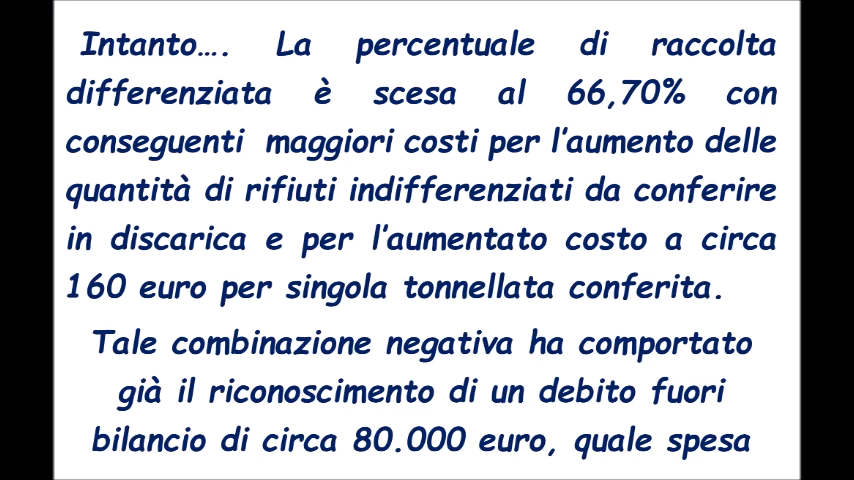 Intanto…. La percentuale di raccolta
differenziata è scesa al 66,70% con
conseguenti maggiori costi per l’aumento delle
quantità di rifiuti indifferenziati da conferire
in discarica e per l’aumentato costo a circa
160 euro per singola tonnellata conferita.
Tale combinazione negativa ha comportato
già il riconoscimento di un debito fuori
bilancio di circa 80.000 euro, quale spesa